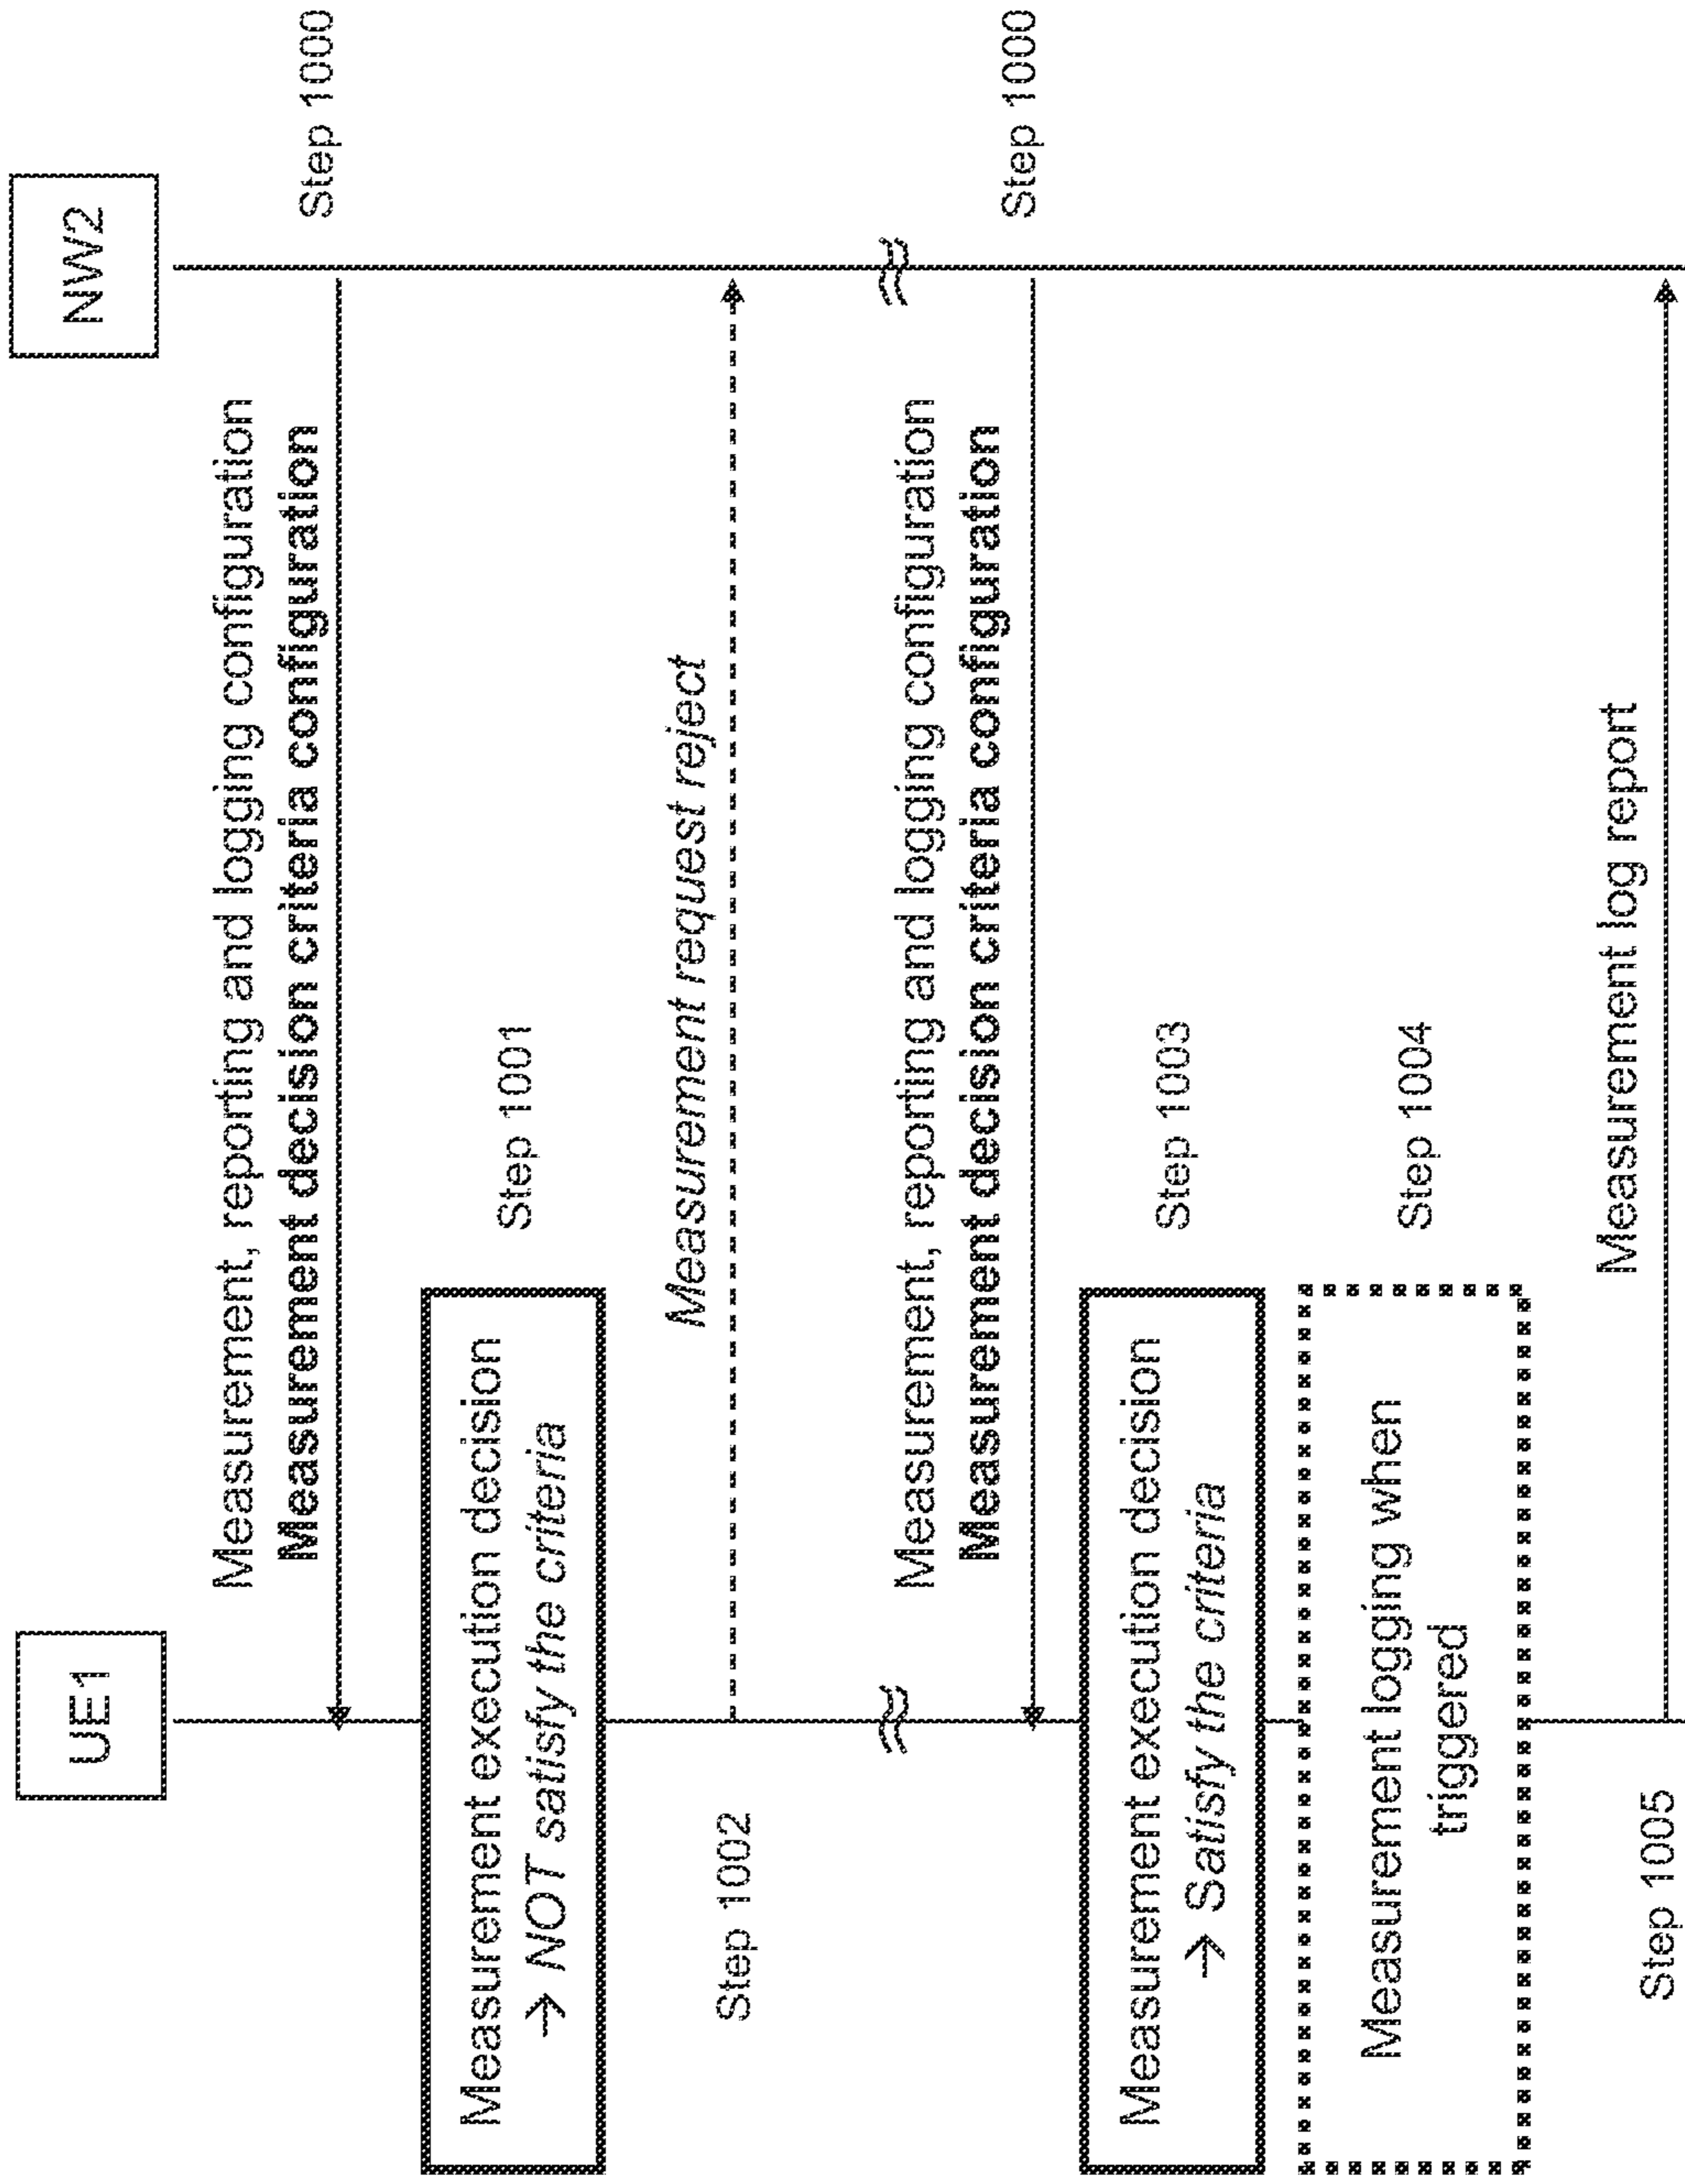 UE1
NW2
Measurement, reporting and logging configuration
Measurement decision criteria configuration
Step 1000
Measurement execution decision
→ NOT satisfy the criteria
Step 1001
Measurement request reject
Step 1002
Measurement, reporting and logging configuration
Measurement decision criteria configuration
Step 1000
Measurement execution decision
→ Satisfy the criteria
Step 1003
Measurement logging when
triggered
Step 1004
Measurement log report
Step 1005